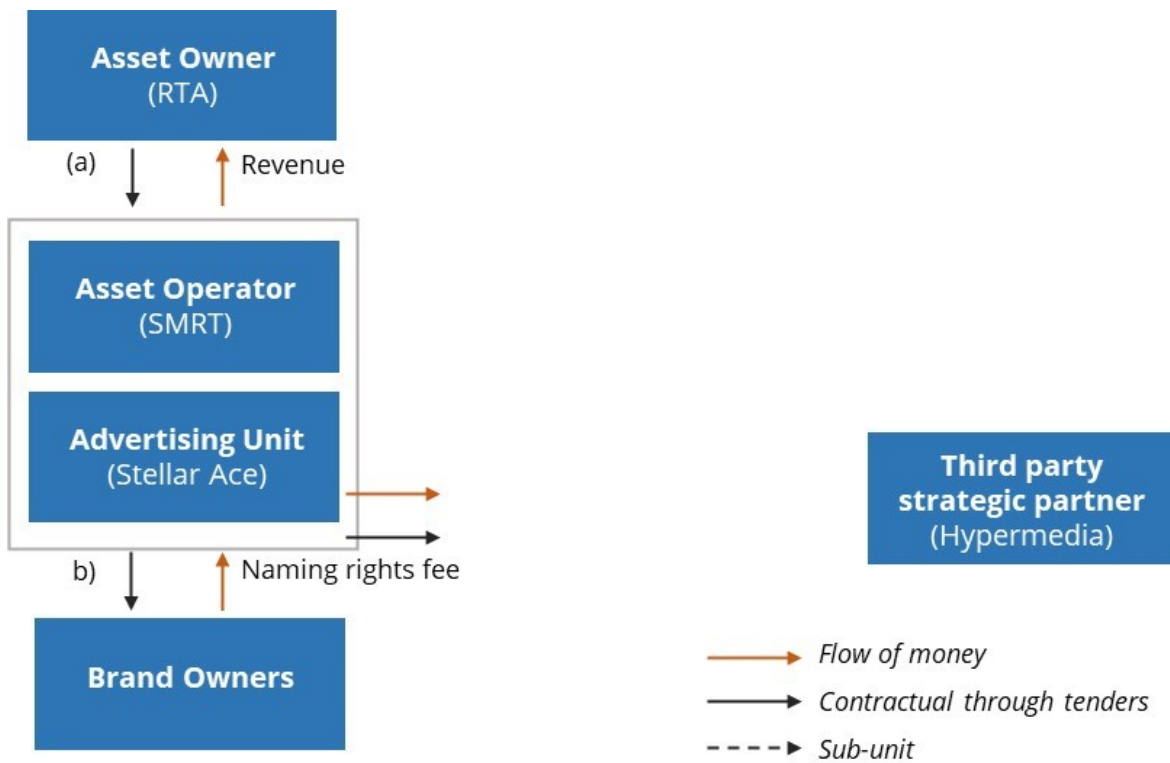 Asset Owner
(RTA)
(a)
Revenue
Asset Operator
(SMRT)
Advertising Unit
(Stellar Ace)
Third party
strategic partner
(Hypermedia)
b)
Naming rights fee
Brand Owners
Flow of money
Contractual through tenders
Sub-unit